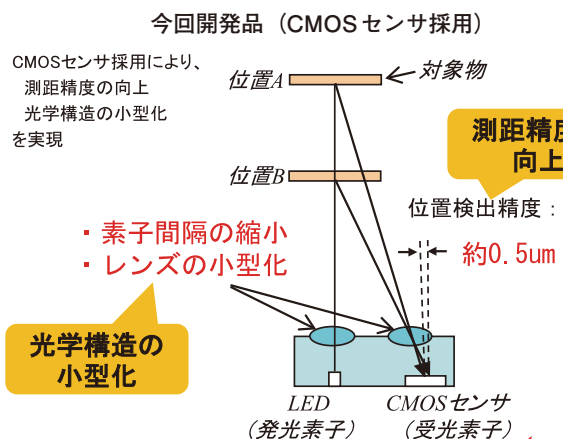 今回開発品（CMOSセンサ採用）
CMOSセンサ採用により、
測距精度の向上
光学構造の小型化
を実現
位置A
対象物
測距精度
向上
位置B
位置検出精度：
・素子間隔の縮小
・レンズの小型化
約0.5um
光学構造の
小型化
LED
（発光素子）
CMOSセンサ
（受光素子）